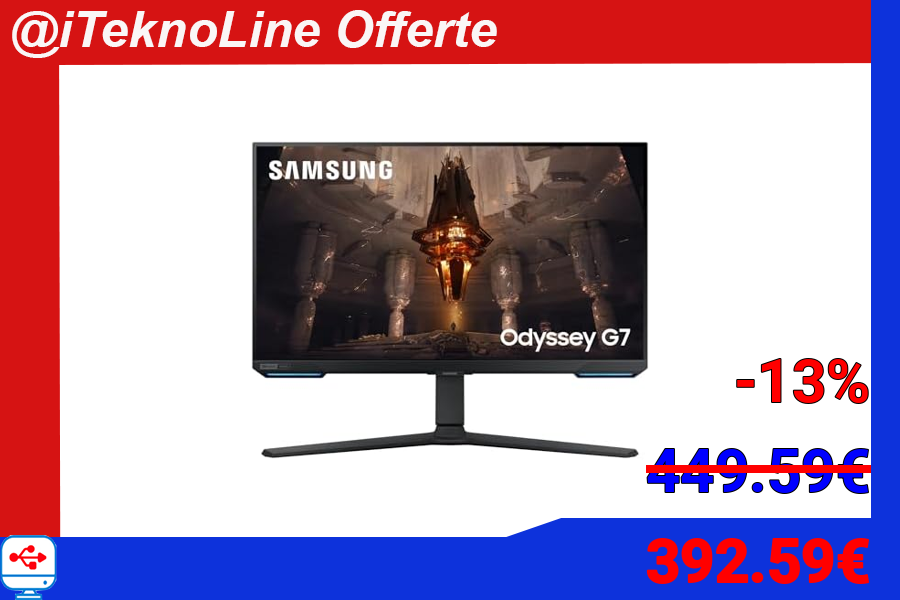 @iTeknoLine Offerte
SAMSUNG
Odyssey G7
-13%
449.59€
392.59€